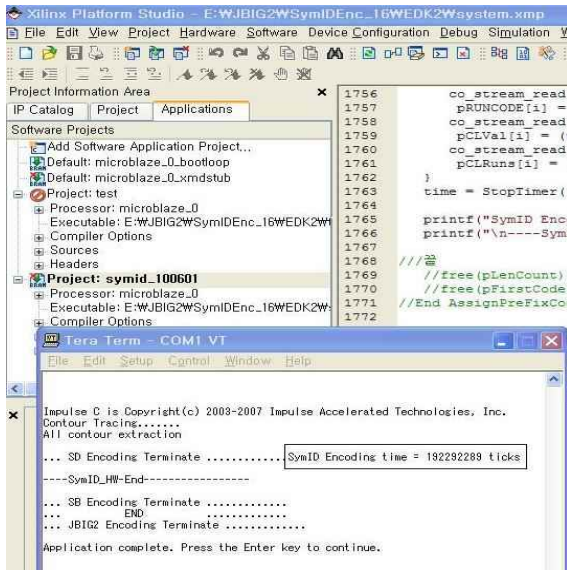 Xilinx Platform Studio - E:₩JBIG2₩SymIDEnc_16₩EDK2₩system.xmp
File Edit View Project Hardware Software Device Configuration Debug Simulation
Project Information Area
IP Catalog Project Applications
Software Projects
Add Software Application Project...
Default: microblaze_0_bootloop
Default: microblaze_0_xmdstub
Project: test
Processor: microblaze_0
Executable: E:₩JBIG2₩SymIDEnc_16₩EDK2₩t
Compiler Options
Sources
Headers
Project: symid_100601
Processor: microblaze_0
Executable: E:₩JBIG2₩SymIDEnc_16₩EDK2₩
Compiler Options
1756 co_stream_read
1757 pRUNCODE[i] =
1758 co_stream_read
1759 pCLVal[i] = (
1760 co_stream_read
1761 pCLRuns[i] =
1762 }
1763 time = StopTimer(
1764
1765 printf("SymID Enc
1766 printf("\n----Sym
1767
1768 ///끝
1769 //free(pLenCount)
1770 //free(pFirstCode
1771 //End AssignPreFixCo
1772
Tera Term - COM1 VT
File Edit Setup Control Window Help
Impulse C is Copyright(c) 2003-2007 Impulse Accelerated Technologies, Inc.
Contour Tracing.......
All contour extraction
... SD Encoding Terminate .............SymID Encoding time = 192292289 ticks
----SymID_HW-End-----------------
... SB Encoding Terminate .............
... END .............
... JBIG2 Encoding Terminate .............
Application complete. Press the Enter key to continue.